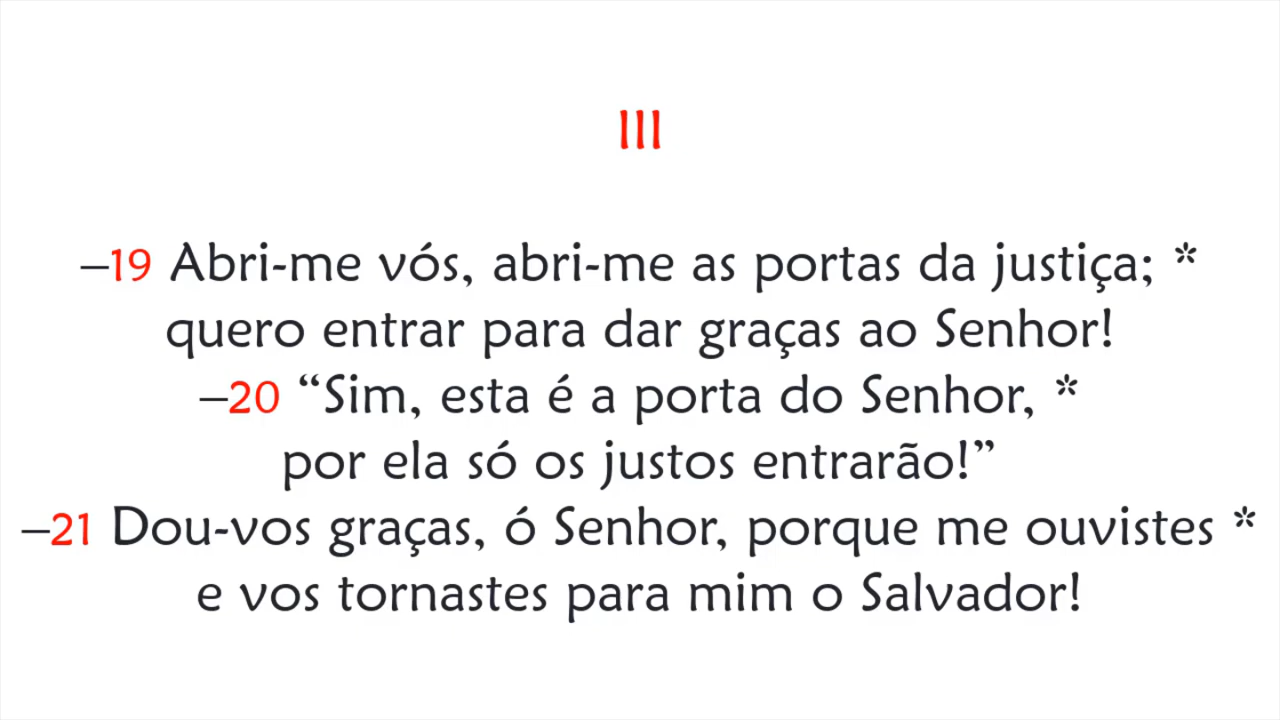 III
–19 Abri-me vós, abri-me as portas da justiça; *
quero entrar para dar graças ao Senhor!
–20 “Sim, esta é a porta do Senhor, *
por ela só os justos entrarão!”
–21 Dou-vos graças, ó Senhor, porque me ouvistes *
e vos tornastes para mim o Salvador!